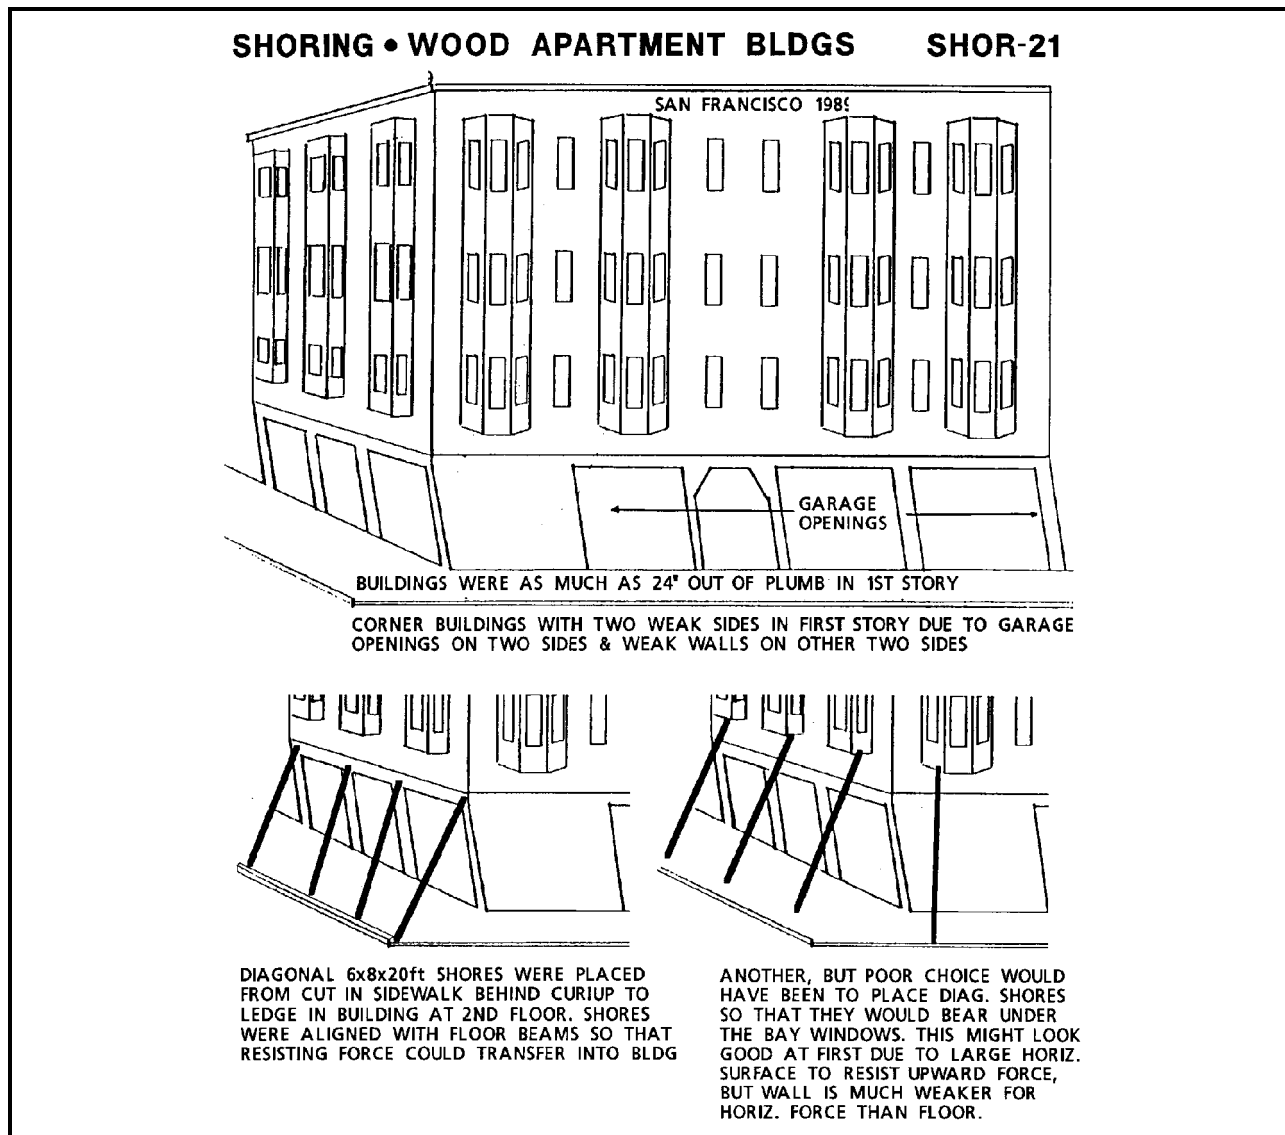 SHORING • WOOD APARTMENT BLDGS SHOR-21
SAN FRANCISCO 1989
GARAGE
OPENINGS
BUILDINGS WERE AS MUCH AS 24" OUT OF PLUMB IN 1ST STORY
CORNER BUILDINGS WITH TWO WEAK SIDES IN FIRST STORY DUE TO GARAGE
OPENINGS ON TWO SIDES & WEAK WALLS ON OTHER TWO SIDES
DIAGONAL 6x8x20ft SHORES WERE PLACED
FROM CUT IN SIDEWALK BEHIND CURIUP TO
LEDGE IN BUILDING AT 2ND FLOOR. SHORES
WERE ALIGNED WITH FLOOR BEAMS SO THAT
RESISTING FORCE COULD TRANSFER INTO BLDG
ANOTHER, BUT POOR CHOICE WOULD
HAVE BEEN TO PLACE DIAG. SHORES
SO THAT THEY WOULD BEAR UNDER
THE BAY WINDOWS. THIS MIGHT LOOK
GOOD AT FIRST DUE TO LARGE HORIZ.
SURFACE TO RESIST UPWARD FORCE,
BUT WALL IS MUCH WEAKER FOR
HORIZ. FORCE THAN FLOOR.